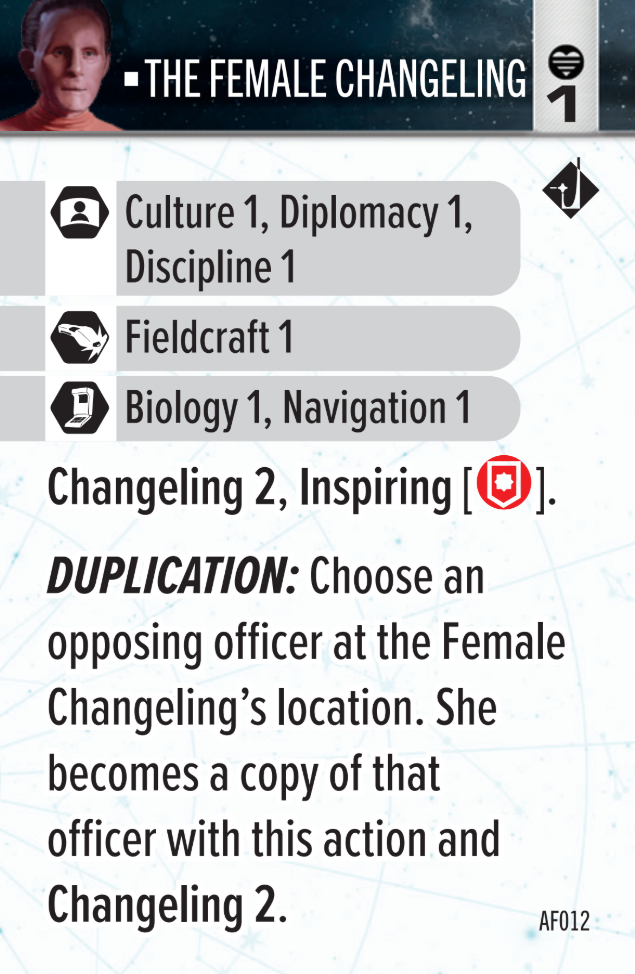 ▪ THE FEMALE CHANGELING
1
Culture 1, Diplomacy 1,
Discipline 1
Fieldcraft 1
Biology 1, Navigation 1
Changeling 2, Inspiring [ ].
DUPLICATION: Choose an
opposing officer at the Female
Changeling’s location. She
becomes a copy of that
officer with this action and
Changeling 2.
AF012